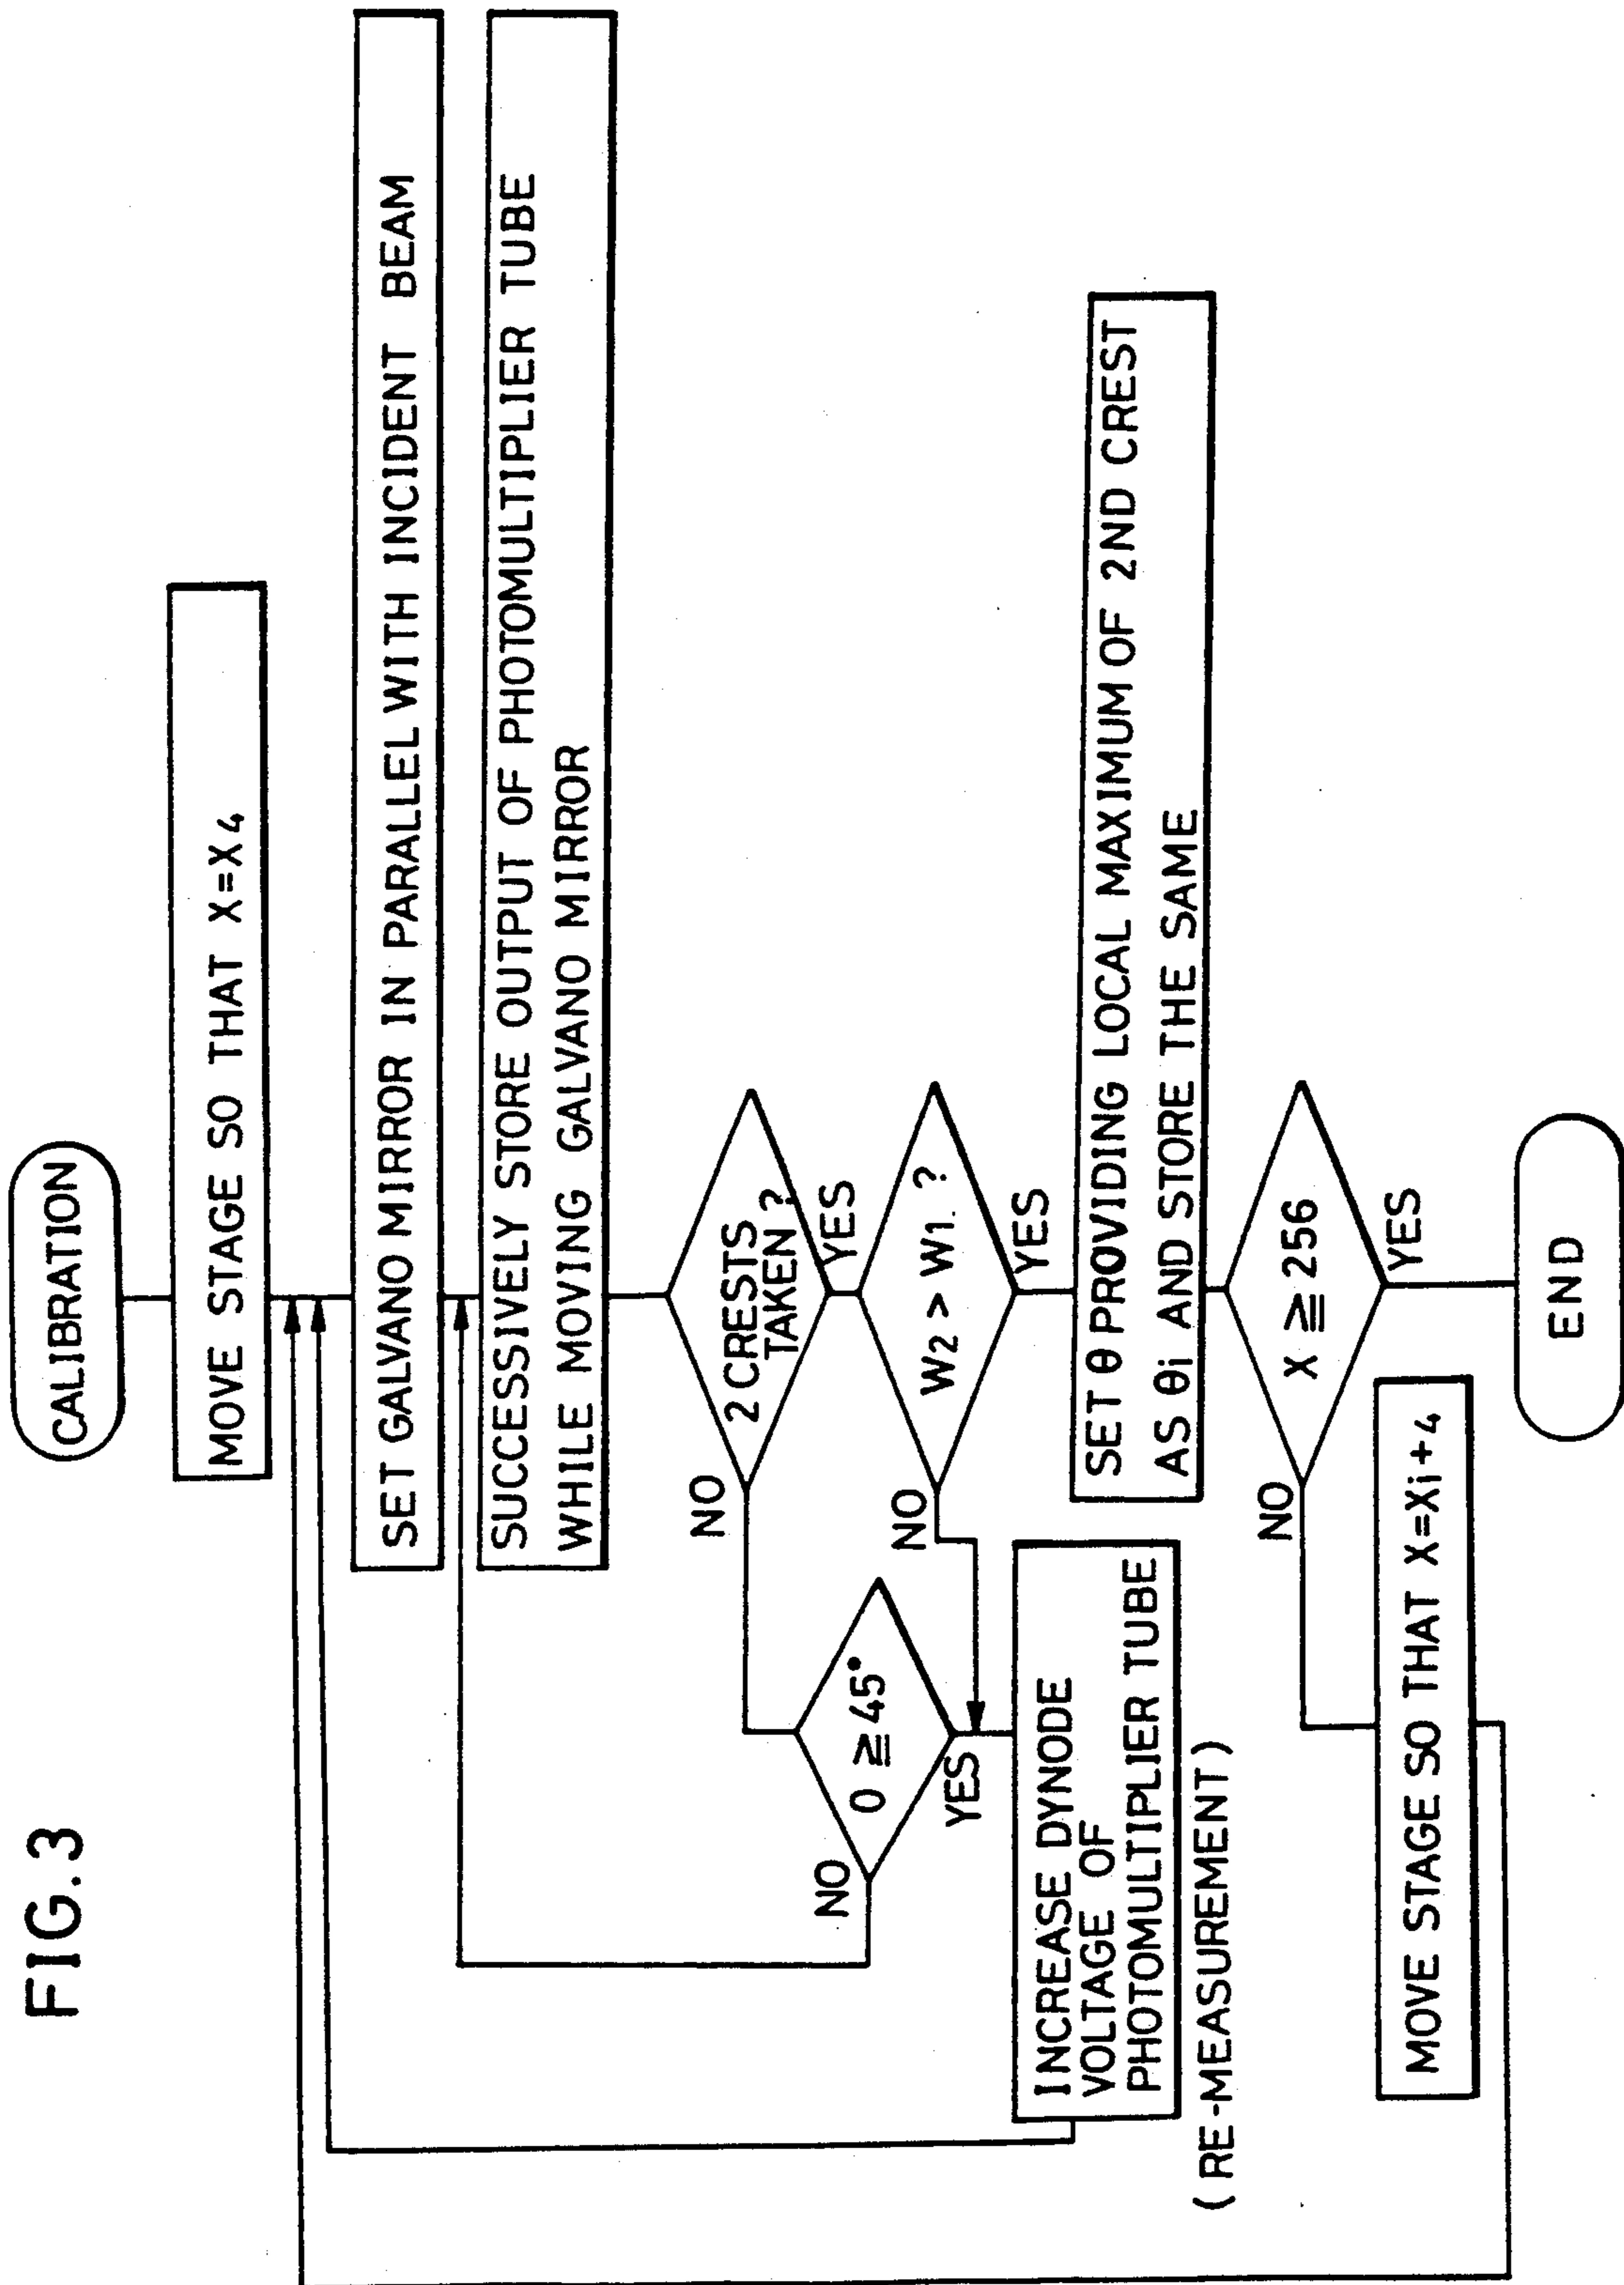 FIG.3
CALIBRATION
MOVE STAGE SO THAT X=X4
SET GALVANO MIRROR IN PARALLEL WITH INCIDENT BEAM
SUCCESSIVELY STORE OUTPUT OF PHOTOMULTIPLIER TUBE
WHILE MOVING GALVANO MIRROR
2 CRESTS
TAKEN ?
NO
YES
0 ≧ 45°
NO
YES
W2 > W1. ?
NO
YES
INCREASE DYNODE
VOLTAGE OF
PHOTOMULTIPLIER TUBE
(RE-MEASUREMENT)
SET θ PROVIDING LOCAL MAXIMUM OF 2ND CREST
AS θi AND STORE THE SAME
X ≧ 256
NO
YES
MOVE STAGE SO THAT X=Xi+4
END